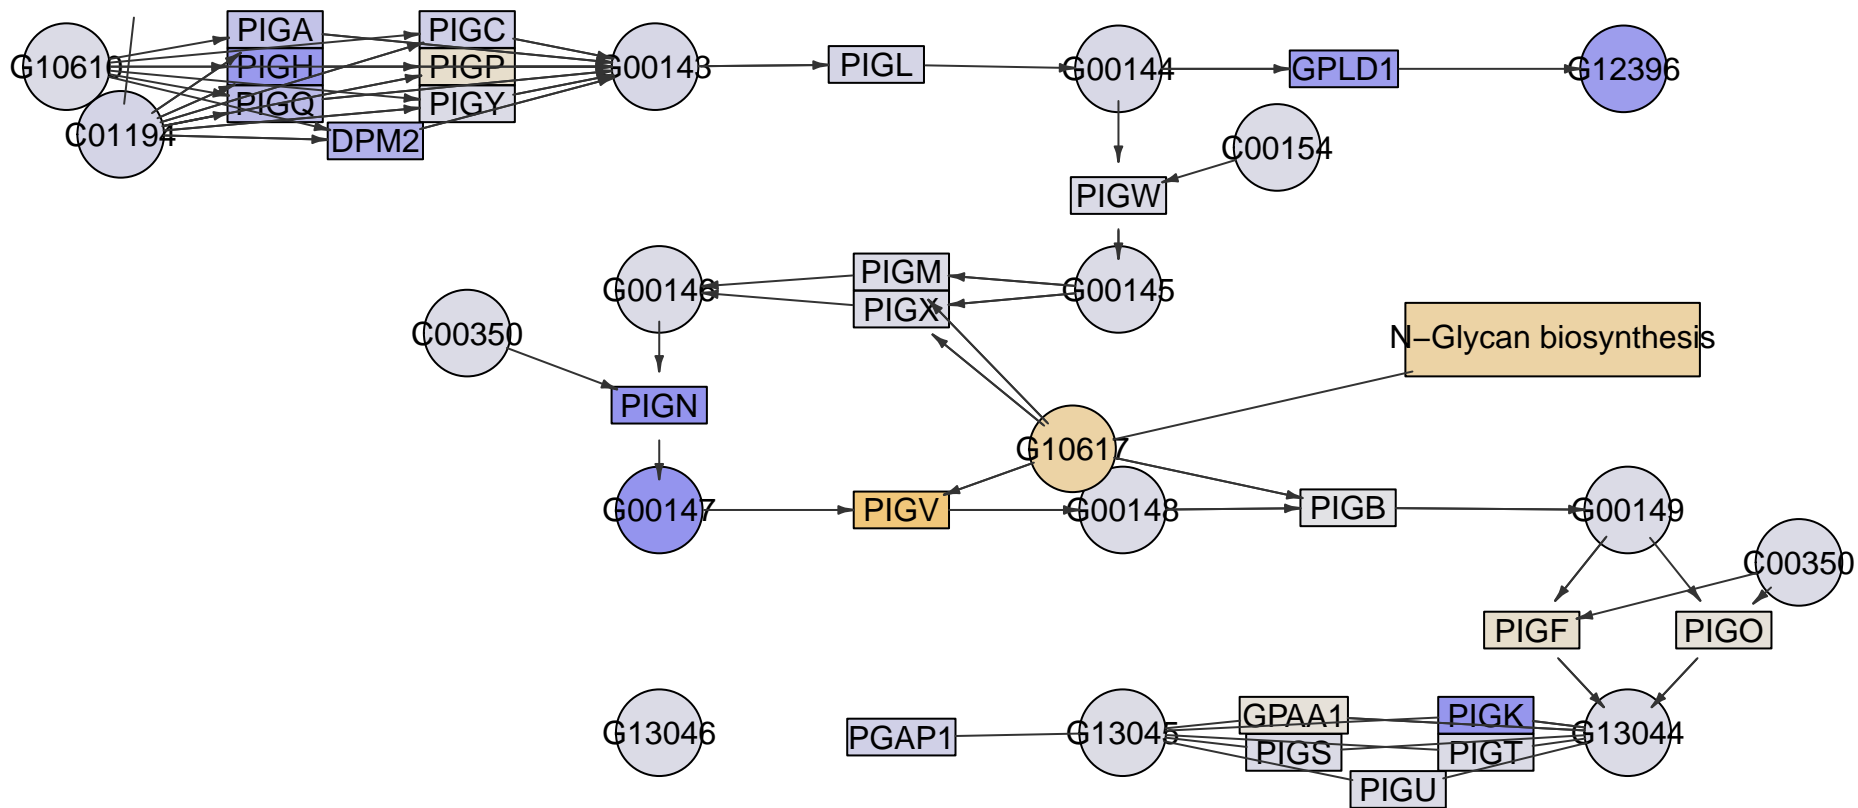 PIGA
PIGC
G10610
PIGH
PIGP
G00143
PIGL
G00144
GPLD1
G12396
PIGQ
PIGY
C01194
DPM2
C00154
PIGW
PIGM
G00146
G00145
PIGX
C00350
N−Glycan biosynthesis
PIGN
G10617
G00147
PIGV
G00148
PIGB
G00149
C00350
PIGF
PIGO
GPAA1
PIGK
G13046
PGAP1
G13045
G13044
PIGS
PIGT
PIGU